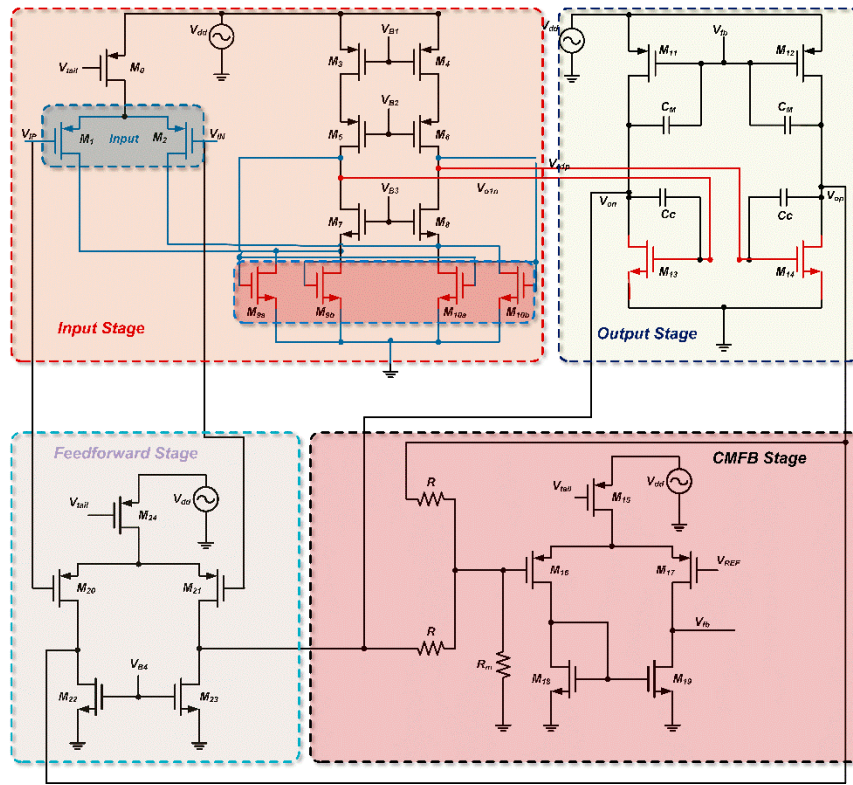 Vdd
Vtail
M0
VB1
M3
M4
VB2
M5
M6
VB3
M7
M8
VIP
M1
Input
M2
VIN
Vo1n
Vo1p
M9a
M9b
M10a
M10b
Input Stage
Vdd
Vfb
M11
M12
CM
CM
Von
Vop
Cc
Cc
M13
M14
Output Stage
Feedforward Stage
Vtail
Vdd
M24
M20
M21
VB4
M22
M23
CMFB Stage
R
R
Rm
Vtail
Vdd
M15
M16
M17
VREF
Vfb
M18
M19